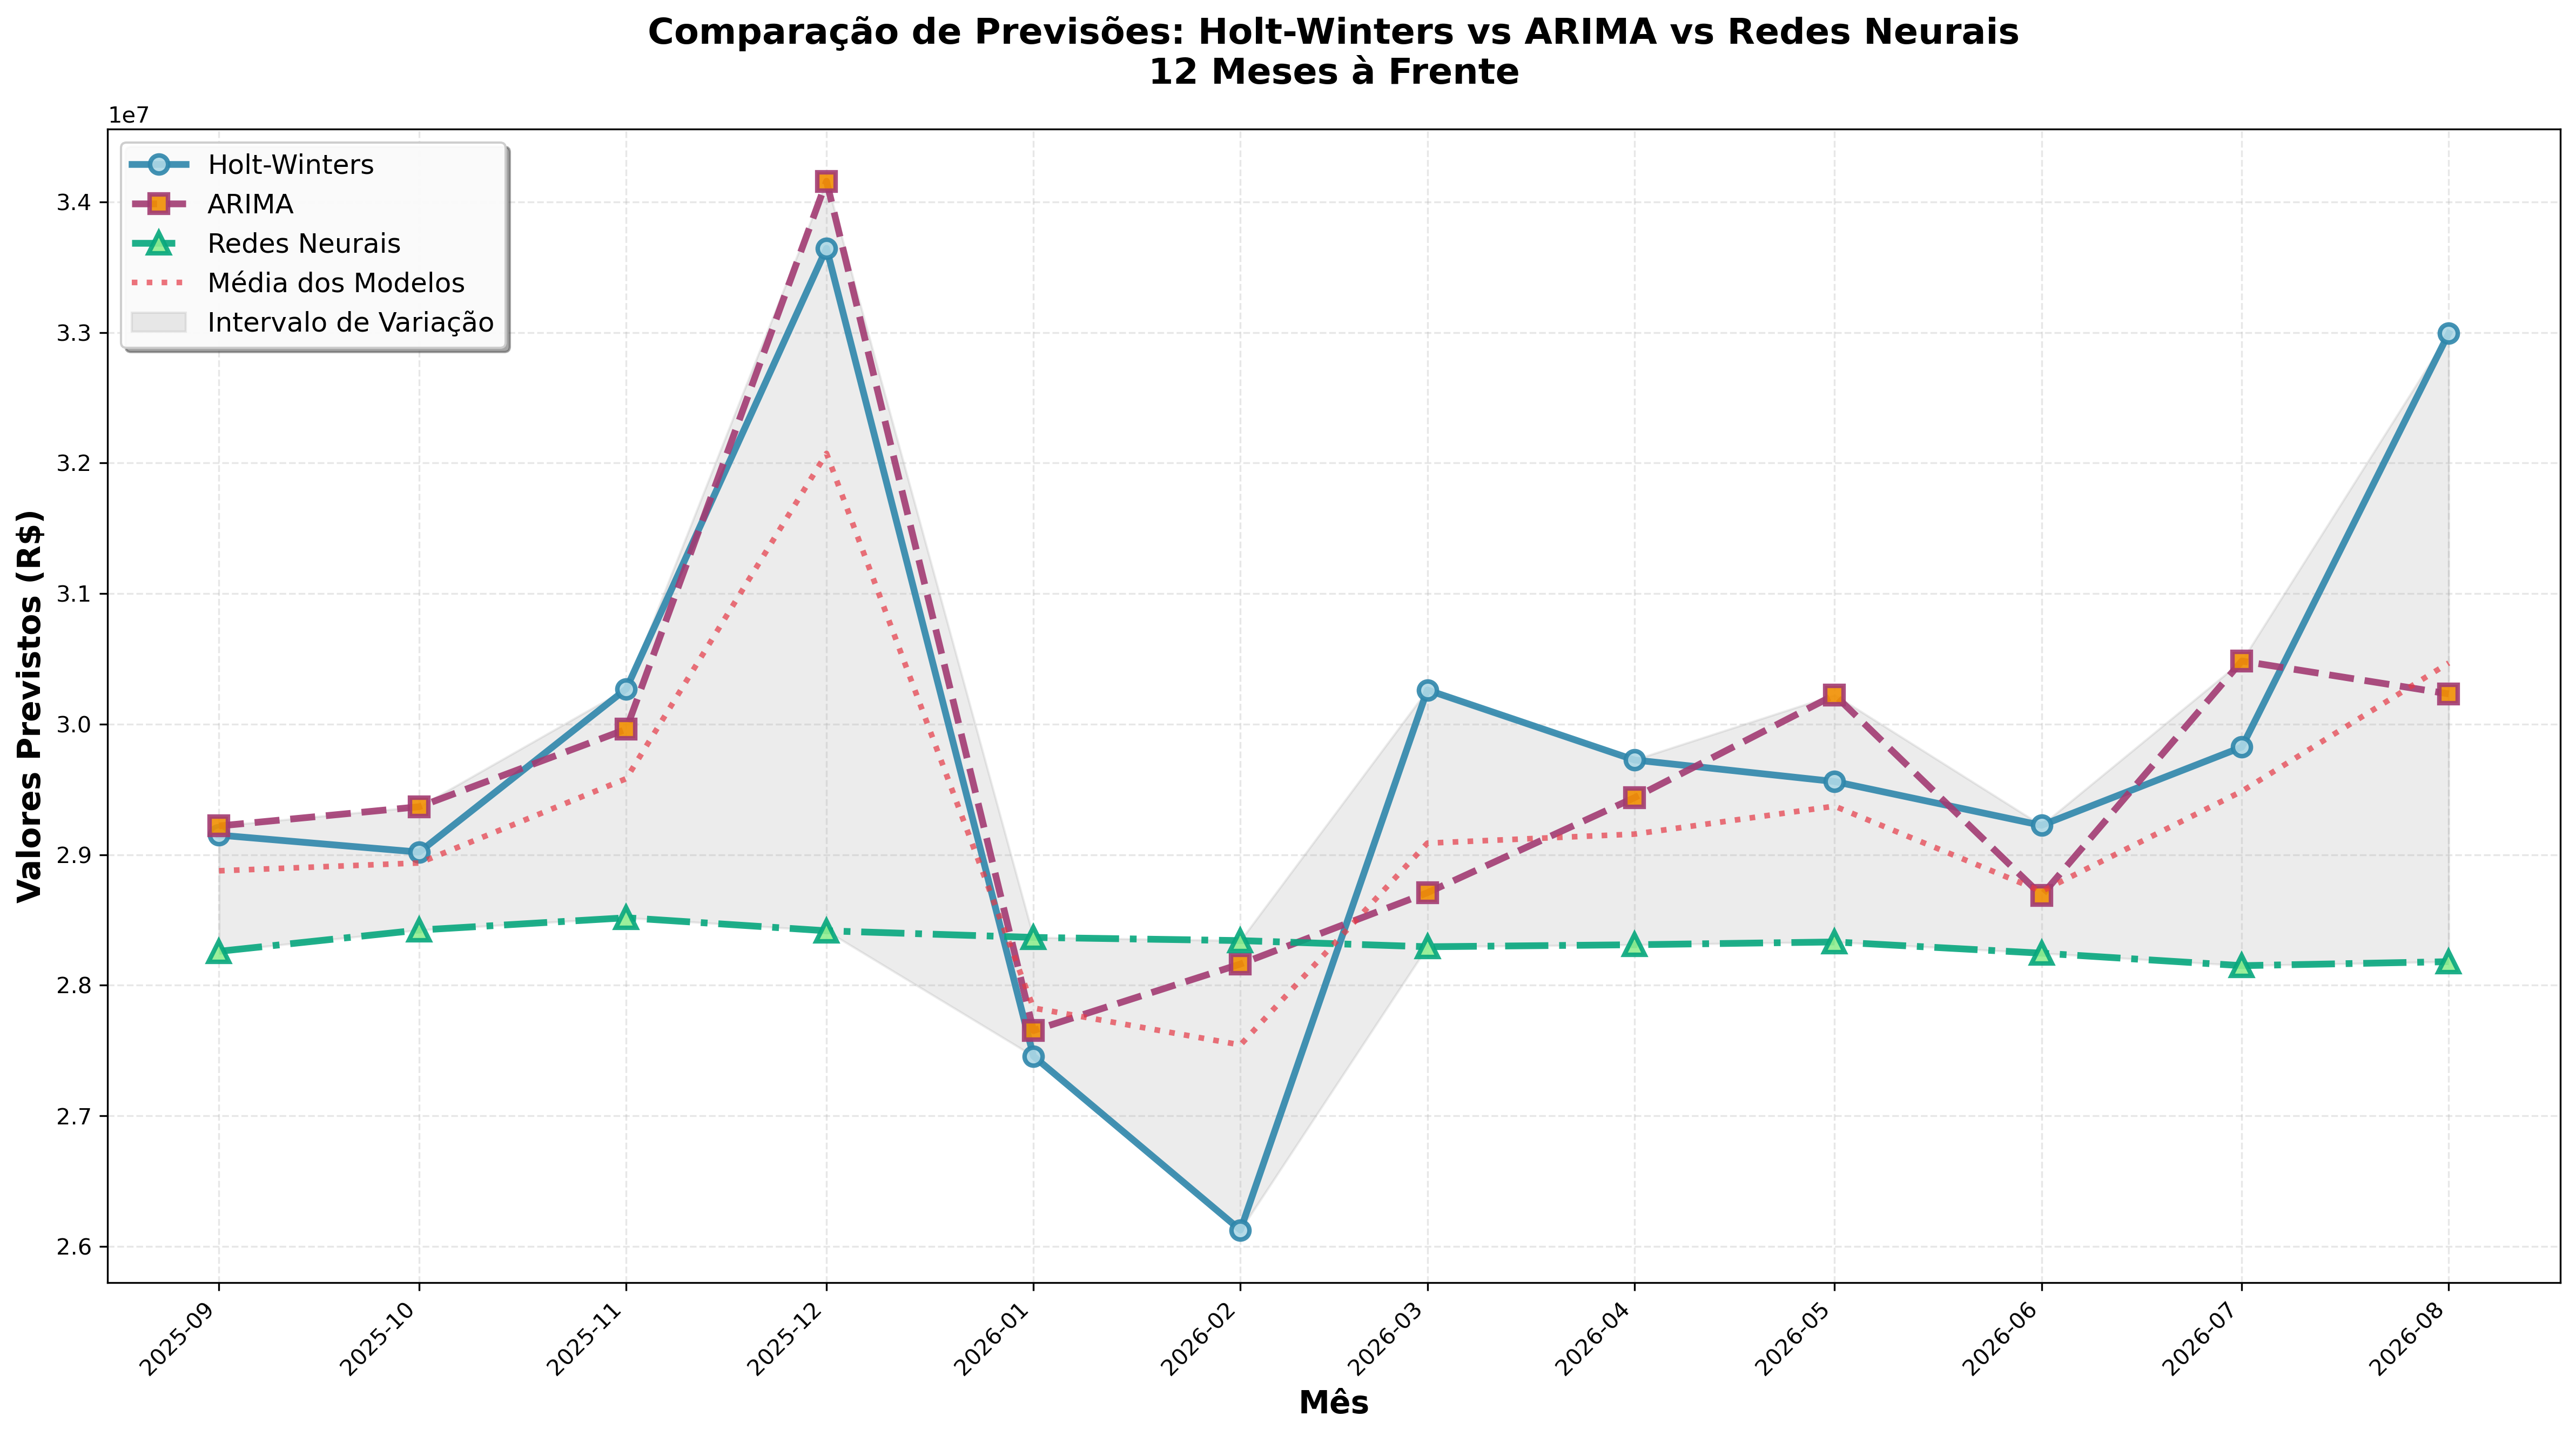 Comparação de Previsões: Holt-Winters vs ARIMA vs Redes Neurais
12 Meses à Frente
1e7
Holt-Winters
ARIMA
Redes Neurais
Média dos Modelos
Intervalo de Variação
Valores Previstos (R$)
3.4
3.3
3.2
3.1
3.0
2.9
2.8
2.7
2.6
2025-09
2025-10
2025-11
2025-12
2026-01
2026-02
2026-03
2026-04
2026-05
2026-06
2026-07
2026-08
Mês